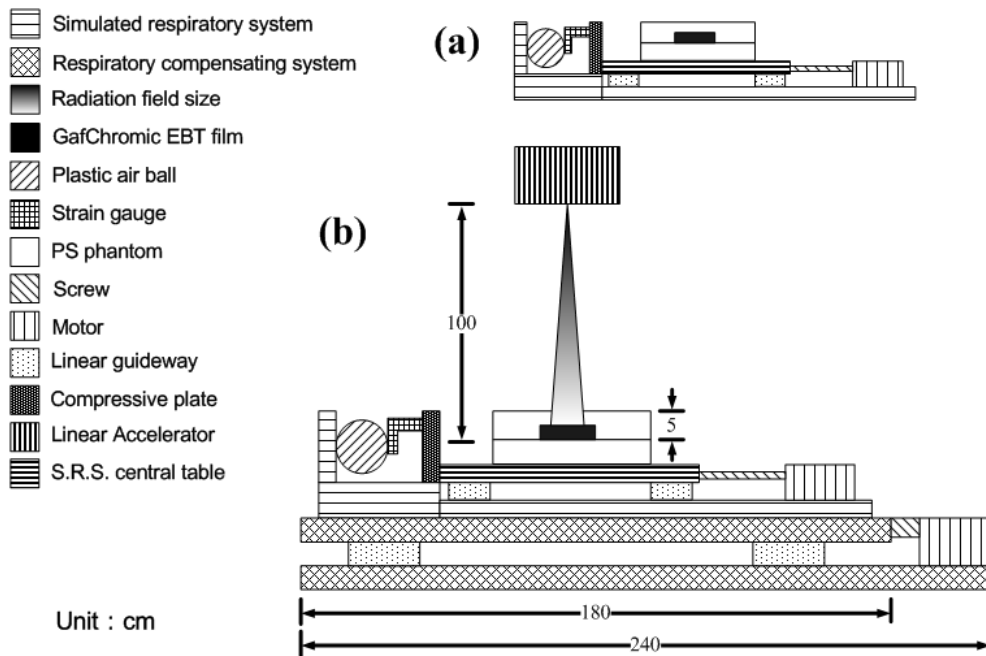 Simulated respiratory system
Respiratory compensating system
Radiation field size
GafChromic EBT film
Plastic air ball
Strain gauge
PS phantom
Screw
Motor
Linear guideway
Compressive plate
Linear Accelerator
S.R.S. central table
Unit : cm
(a)
(b)
100
5
180
240